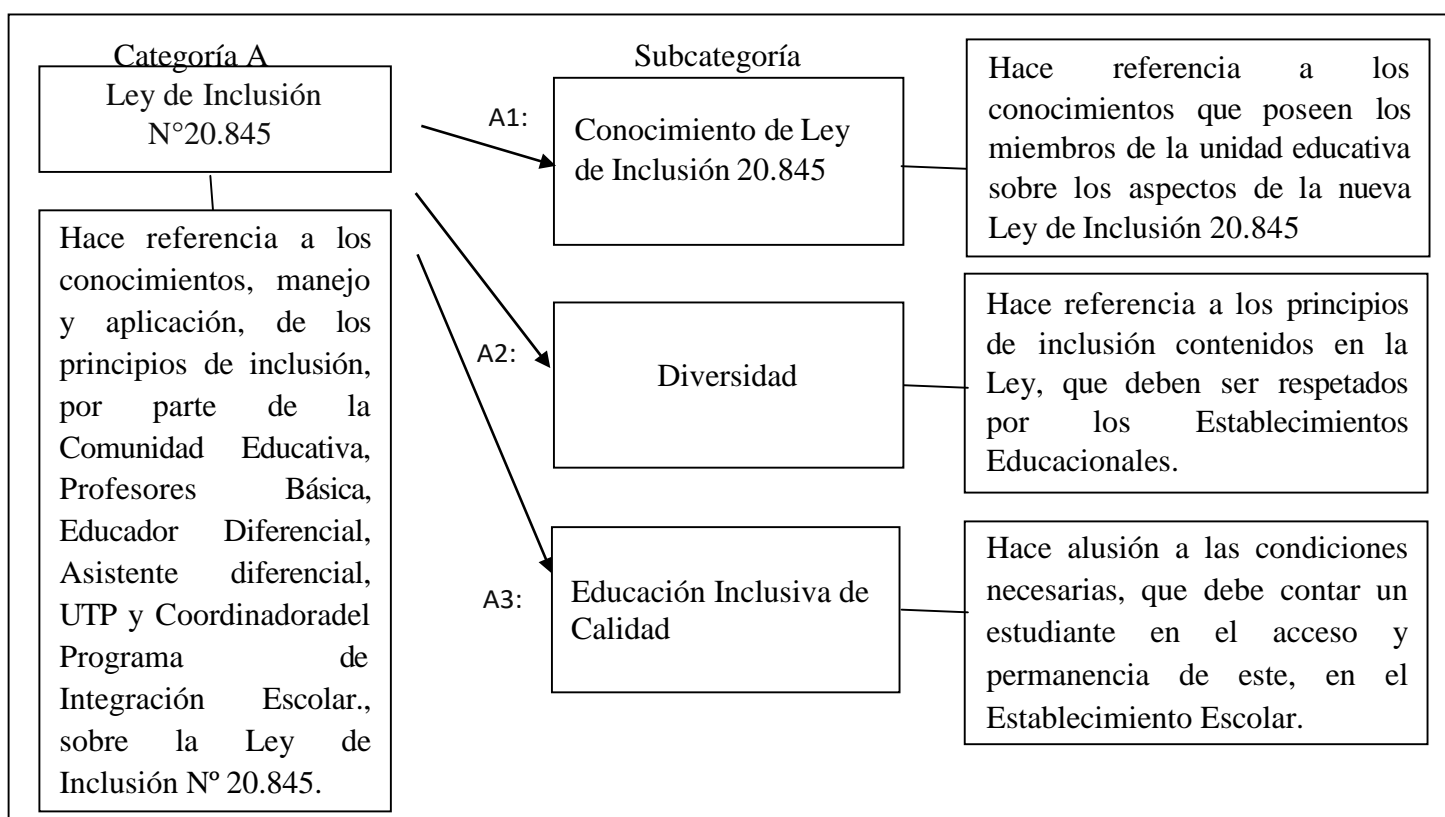 Categoría A
Ley de Inclusión
N°20.845
Hace referencia a los
conocimientos, manejo
y aplicación, de los
principios de inclusión,
por parte de la
Comunidad Educativa,
Profesores Básica,
Educador Diferencial,
Asistente diferencial,
UTP y Coordinadoradel
Programa de
Integración Escolar.,
sobre la Ley de
Inclusión Nº 20.845.
Subcategoría
A1:
Conocimiento de Ley
de Inclusión 20.845
Hace referencia a los
conocimientos que poseen los
miembros de la unidad educativa
sobre los aspectos de la nueva
Ley de Inclusión 20.845
A2:
Diversidad
Hace referencia a los principios
de inclusión contenidos en la
Ley, que deben ser respetados
por los Establecimientos
Educacionales.
A3:
Educación Inclusiva de
Calidad
Hace alusión a las condiciones
necesarias, que debe contar un
estudiante en el acceso y
permanencia de este, en el
Establecimiento Escolar.